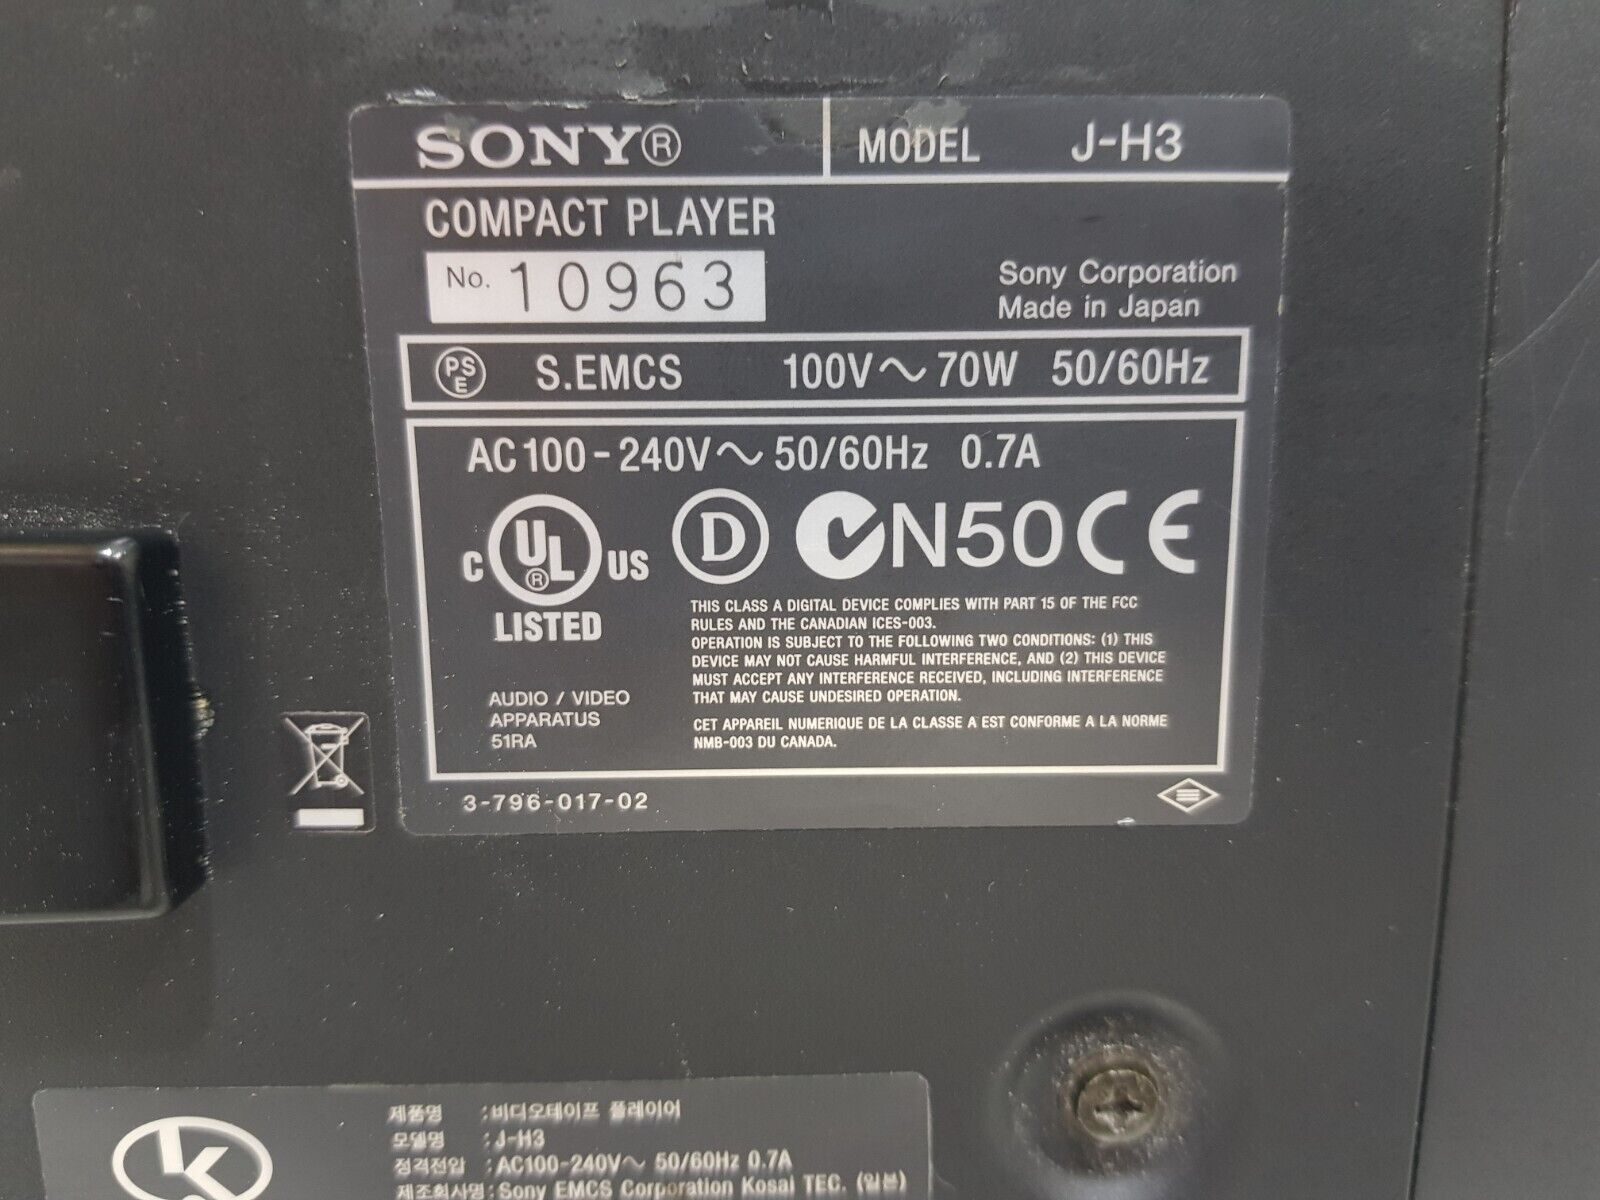 SONY® MODEL J-H3
COMPACT PLAYER
No. 10963
Sony Corporation
Made in Japan
PS
E S.EMCS 100V～70W 50/60Hz
AC 100-240V～50/60Hz 0.7A
C UL® US
LISTED
D N50 CE
THIS CLASS A DIGITAL DEVICE COMPLIES WITH PART 15 OF THE FCC
RULES AND THE CANADIAN ICES-003.
OPERATION IS SUBJECT TO THE FOLLOWING TWO CONDITIONS: (1) THIS
DEVICE MAY NOT CAUSE HARMFUL INTERFERENCE, AND (2) THIS DEVICE
MUST ACCEPT ANY INTERFERENCE RECEIVED, INCLUDING INTERFERENCE
THAT MAY CAUSE UNDESIRED OPERATION.
CET APPAREIL NUMERIQUE DE LA CLASSE A EST CONFORME A LA NORME
NMB-003 DU CANADA.
AUDIO / VIDEO
APPARATUS
51RA
3-796-017-02
제품명 :비디오테이프 플레이어
모델명 :J-H3
정격전압 :AC100-240V～ 50/60Hz 0.7A
제조회사명:Sony EMCS Corporation Kosai TEC. (일본)